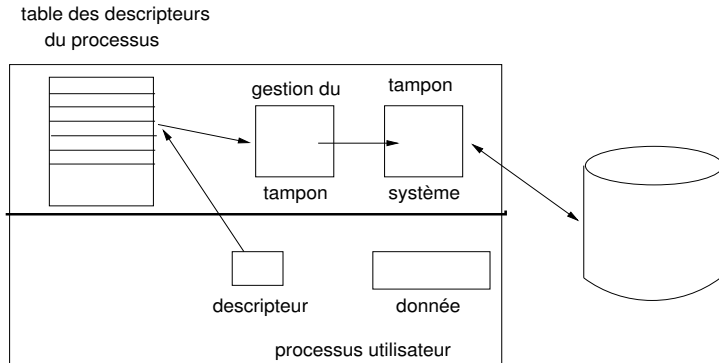 table des descripteurs
du processus
gestion du
tampon
tampon
système
descripteur
donnée
processus utilisateur